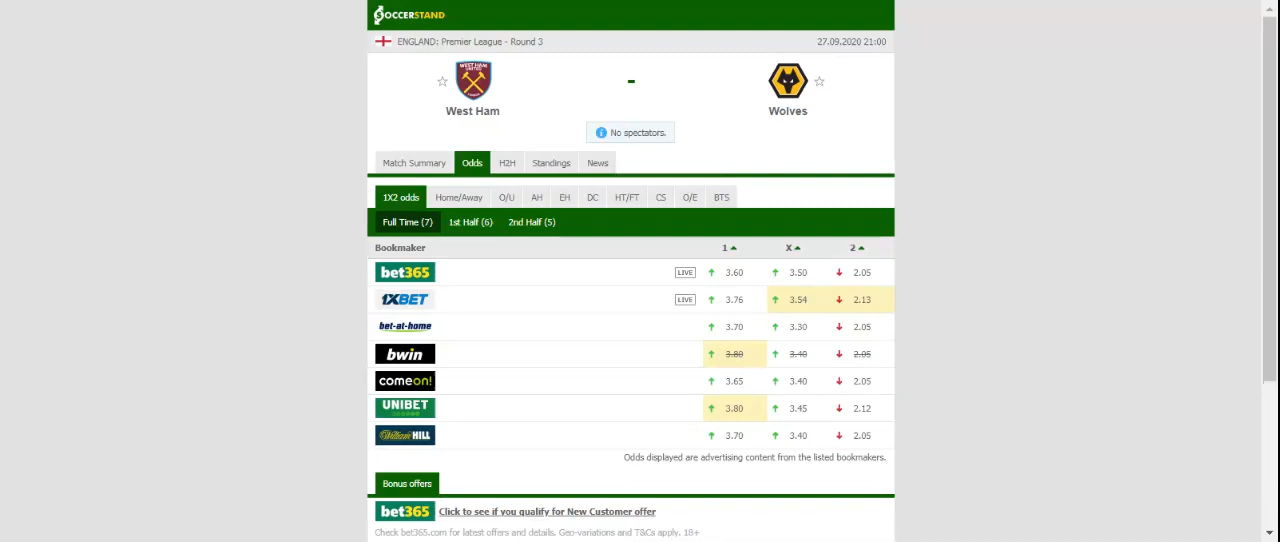 SOCCERSTAND
ENGLAND: Premier League - Round 3 27.09.2020 21:00
WEST HAM UNITED
-
West Ham Wolves
No spectators.
Match Summary Odds H2H Standings News
1X2 odds Home/Away O/U AH EH DC HT/FT CS O/E BTS
Full Time (7) 1st Half (6) 2nd Half (5)
Bookmaker 1 X 2
bet365 LIVE 3.60 3.50 2.05
1XBET LIVE 3.76 3.54 2.13
bet-at-home 3.70 3.30 2.05
bwin 3.80 3.40 2.05
comeon! 3.65 3.40 2.05
UNIBET 3.80 3.45 2.12
William HILL 3.70 3.40 2.05
Odds displayed are advertising content from the listed bookmakers.
Bonus offers
bet365 Click to see if you qualify for New Customer offer
Check bet365.com for latest offers and details. Geo-variations and T&Cs apply. 18+